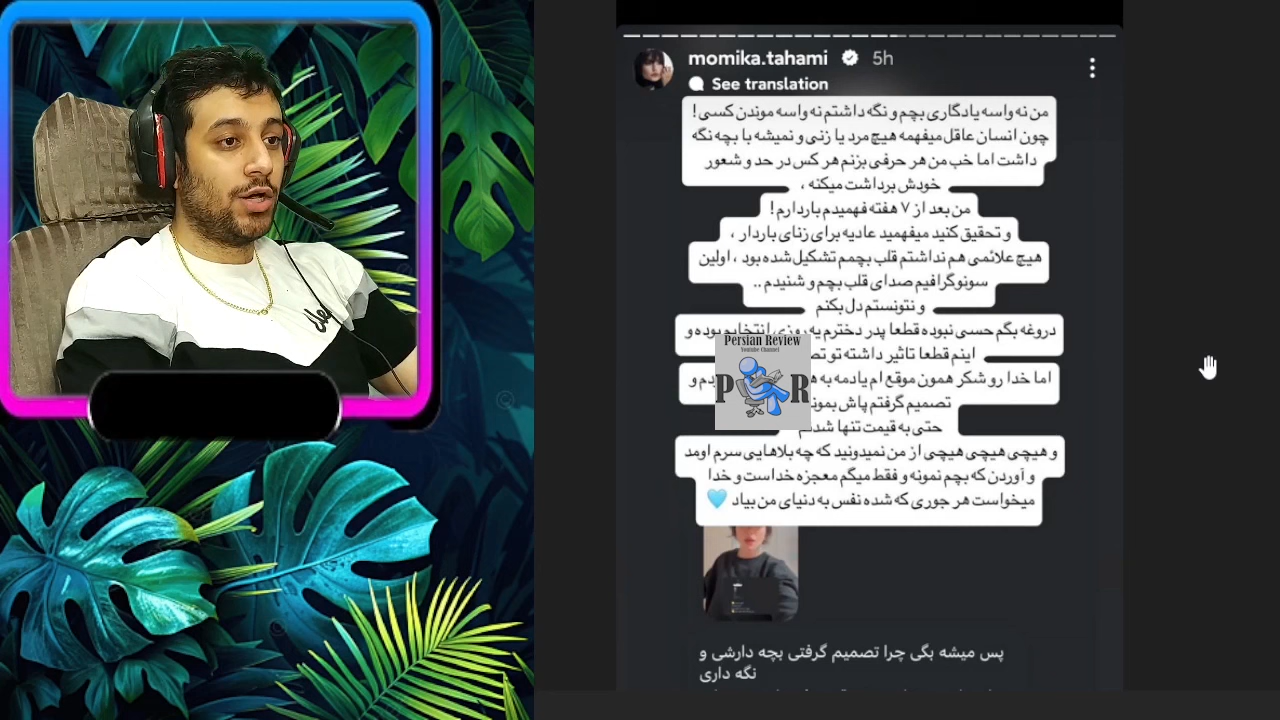 momika.tahami 5h
See translation
من نه واسه یادگاری بچم و نگه داشتم نه واسه موندن کسی !
چون انسان عاقل میفهمه هیچ مرد یا زنی و نمیشه با بچه نگه
داشت اما خب من هر حرفی بزنم هر کس در حد و شعور
خودش برداشت میکنه ،
من بعد از ۷ هفته فهمیدم باردارم !
و تحقیق کنید میفهمید عادیه برای زنای باردار ،
هیچ علائمی هم نداشتم قلب بچمم تشکیل شده بود ، اولین
سونوگرافیم صدای قلب بچم و شنیدم ..
و نتونستم دل بکنم
دروغه بگم حسی نبوده قطعا پدر دخترم یه روزی انتخابم بوده و
اینم قطعا تاثیر داشته تو
اما خدا رو شکر همون موقع ام یادمه به و
تصمیم گرفتم پاش
حتی به قیمت تنها
و هیچی هیچی هیچی از من نمیدونید که چه بلاهایی سرم اومد
و آوردن که بچم نمونه و فقط میگم معجزه خداست و خدا
میخواست هر جوری که شده نفس به دنیای من بیاد 🩵
Persian Review
Youtube Channel
P R
پس میشه بگی چرا تصمیم گرفتی بچه دارشی و
نگه داری